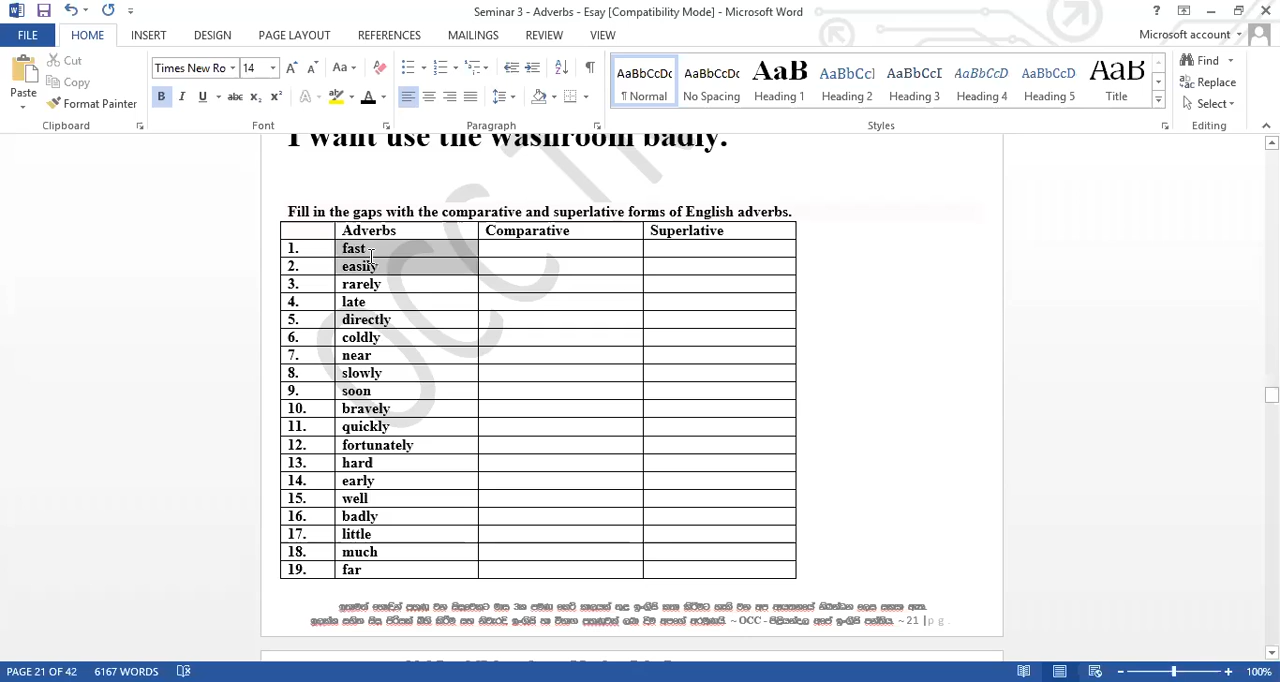 Seminar 3 - Adverbs - Esay [Compatibility Mode] - Microsoft Word
FILE HOME INSERT DESIGN PAGE LAYOUT REFERENCES MAILINGS REVIEW VIEW Microsoft account
Paste Cut Copy Format Painter
Times New Ro 14
AaBbCcDc AaBbCcDc AaB AaBbCcI AaBbCcI AaBbCcD AaBbCcD AaB
¶ Normal No Spacing Heading 1 Heading 2 Heading 3 Heading 4 Heading 5 Title
Find Replace Select
Clipboard Font Paragraph Styles Editing
I want use the washroom badly.
Fill in the gaps with the comparative and superlative forms of English adverbs.
Adverbs Comparative Superlative
1. fast
2. easily
3. rarely
4. late
5. directly
6. coldly
7. near
8. slowly
9. soon
10. bravely
11. quickly
12. fortunately
13. hard
14. early
15. well
16. badly
17. little
18. much
19. far
~ OCC - ~ 21 | p g .
PAGE 21 OF 42 6167 WORDS 100%